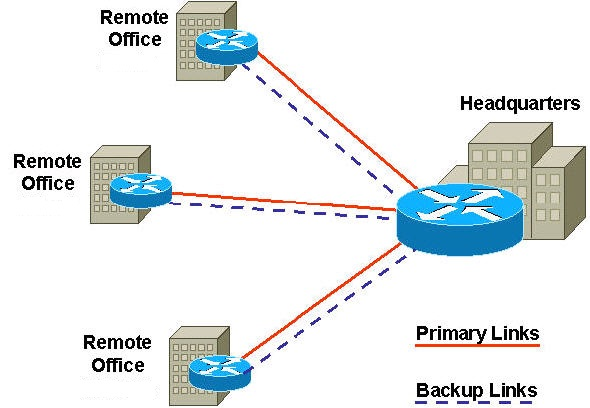 Remote
Office
Headquarters
Remote
Office
Remote
Office
Primary Links
Backup Links